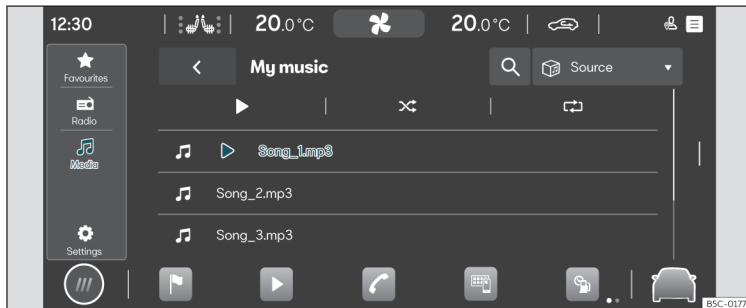 12:30
20.0°C
20.0°C
Favourites
My music
Source
Radio
Media
Song_1.mp3
Song_2.mp3
Song_3.mp3
Settings
B5C-0177